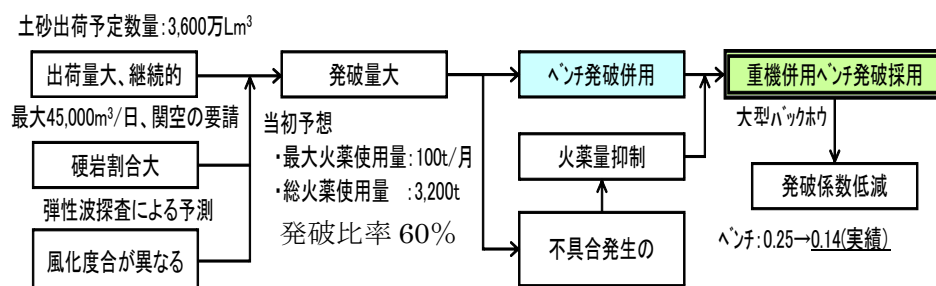 土砂出荷予定数量:3,600万Lm³
出荷量大、継続的
最大45,000m³/日、関空の要請
硬岩割合大
弾性波探査による予測
風化度合が異なる
発破量大
当初予想
・最大火薬使用量:100t/月
・総火薬使用量 :3,200t
発破比率 60%
ﾍﾞﾝﾁ発破併用
火薬量抑制
不具合発生の
重機併用ﾍﾞﾝﾁ発破採用
大型バックホウ
発破係数低減
ﾍﾞﾝﾁ:0.25→0.14(実績)